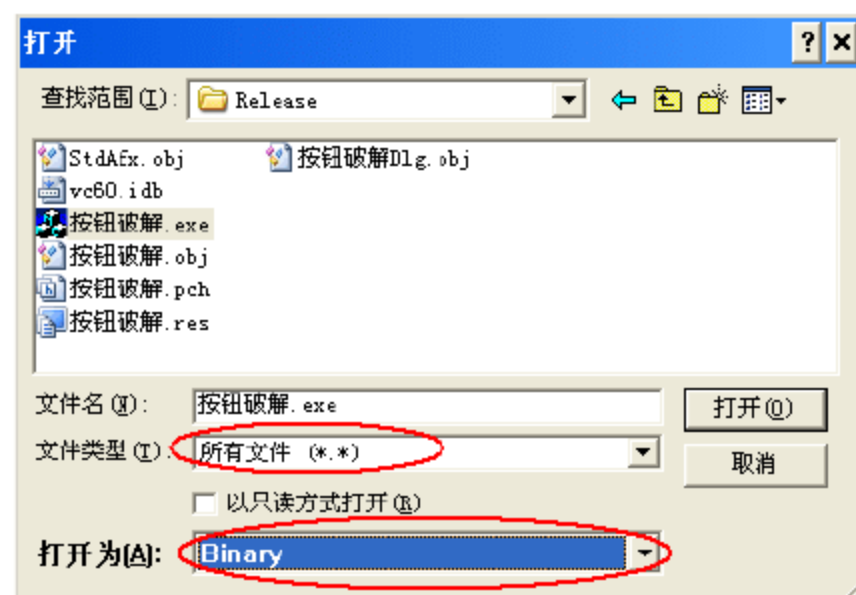 打开
查找范围(I): Release
StdAfx.obj 按钮破解Dlg.obj
vc60.idb
按钮破解.exe
按钮破解.obj
按钮破解.pch
按钮破解.res
文件名(N): 按钮破解.exe 打开(O)
文件类型(T): 所有文件 (*.*) 取消
以只读方式打开(R)
打开为(A): Binary